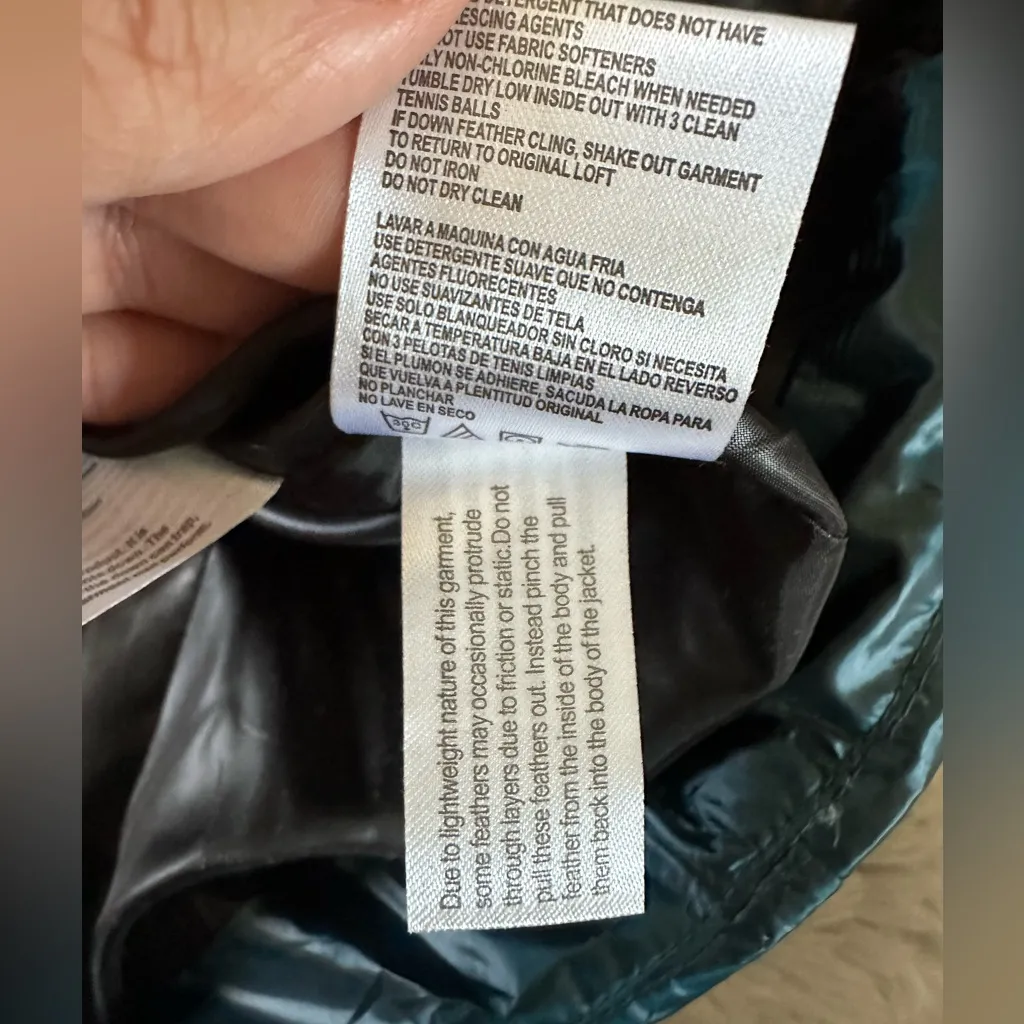 DETERGENT THAT DOES NOT HAVE
AGENTS
USE FABRIC SOFTENERS
NON-CHLORINE BLEACH WHEN NEEDED
DRY LOW INSIDE OUT WITH 3 CLEAN
TENNIS BALLS
IF DOWN FEATHER CLING, SHAKE OUT GARMENT
TO RETURN TO ORIGINAL LOFT
DO NOT IRON
DO NOT DRY CLEAN
LAVAR A MAQUINA CON AGUA FRIA
USE DETERGENTE SUAVE QUE NO CONTENGA
AGENTES FLUORECENTES
NO USE SUAVIZANTES DE TELA
USE SOLO BLANQUEADOR SIN CLORO SI NECESITA
SECAR A TEMPERATURA BAJA EN EL LADO REVERSO
CON 3 PELOTAS DE TENIS LIMPIAS
SI EL PLUMON SE ADHIERE, SACUDA LA ROPA PARA
QUE VUELVA A PLENTITUD ORIGINAL
NO PLANCHAR
NO LAVE EN SECO
Due to lightweight nature of this garment,
some feathers may occasionally protrude
through layers due to friction or static.Do not
pull these feathers out. Instead pinch the
feather from the inside of the body and pull
them back into the body of the jacket.